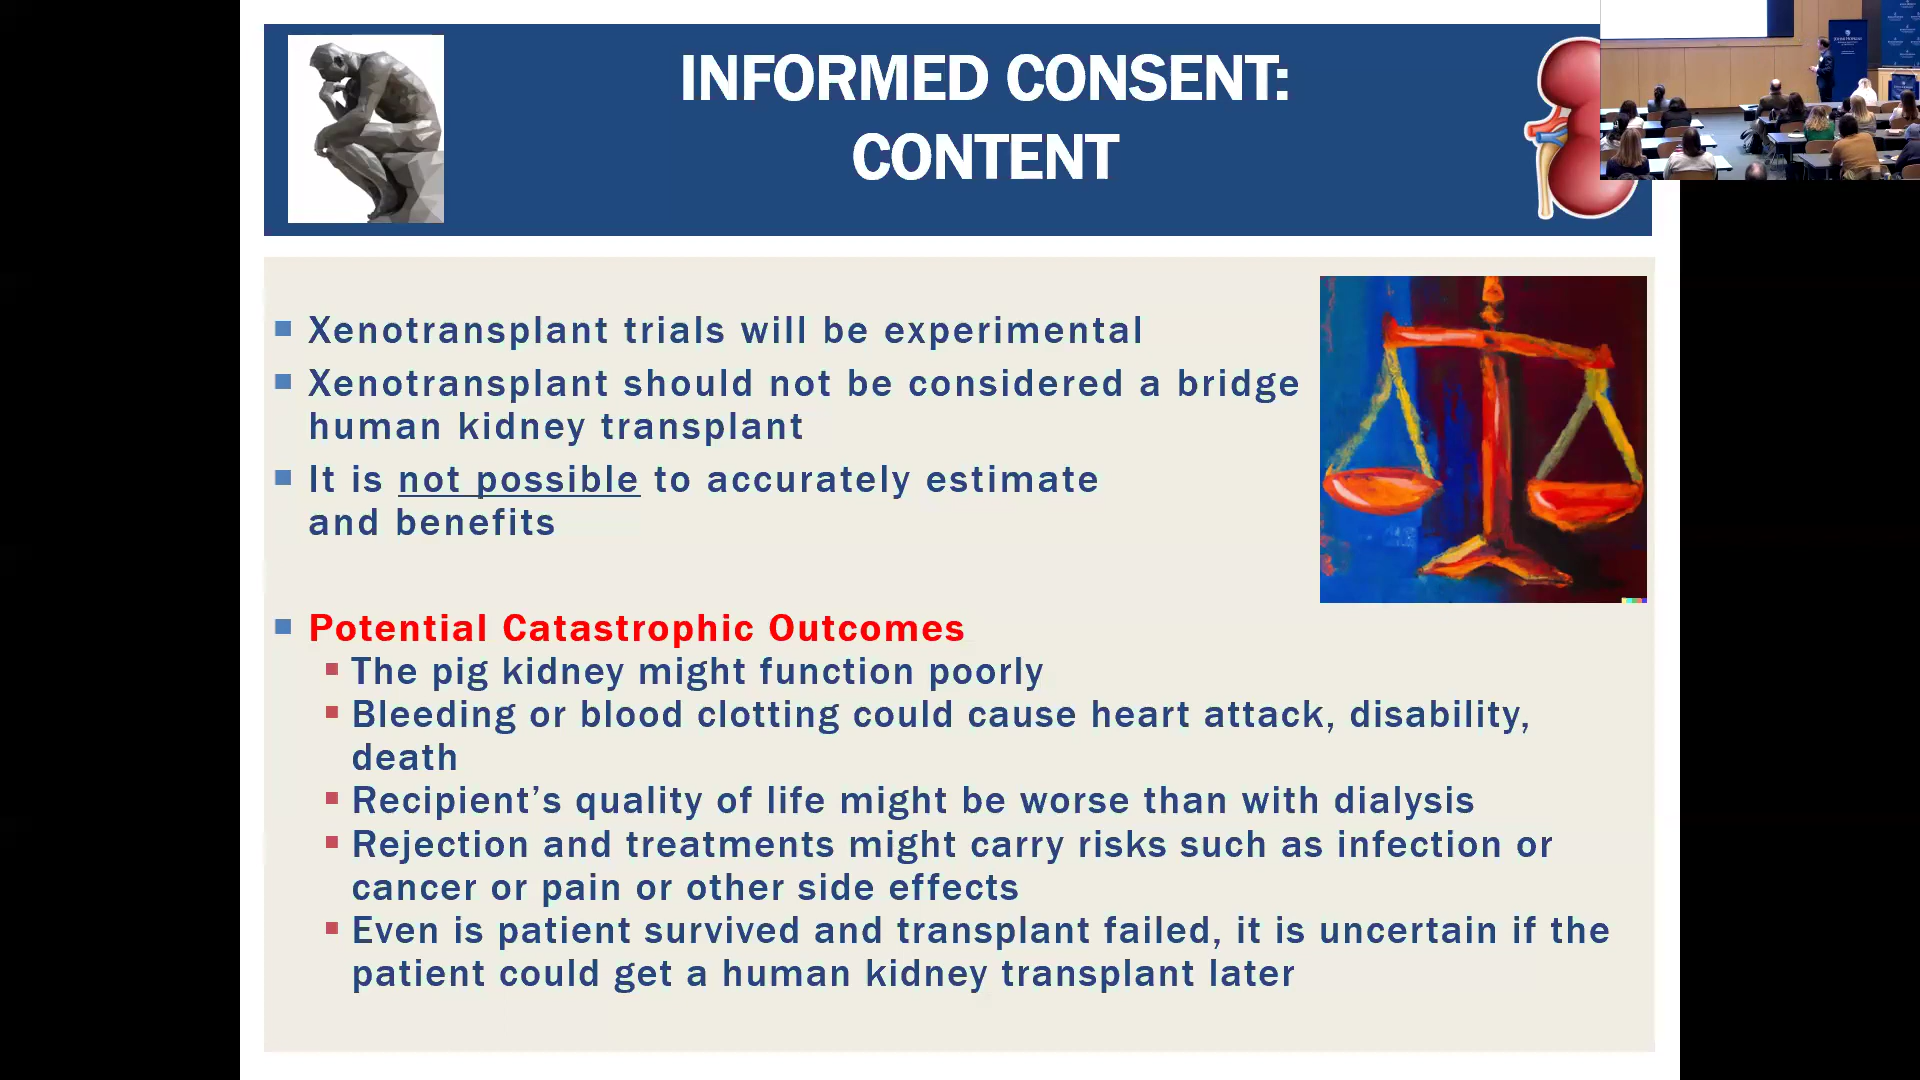 INFORMED CONSENT:
CONTENT
Xenotransplant trials will be experimental
Xenotransplant should not be considered a bridge
human kidney transplant
It is not possible to accurately estimate
and benefits
Potential Catastrophic Outcomes
The pig kidney might function poorly
Bleeding or blood clotting could cause heart attack, disability,
death
Recipient’s quality of life might be worse than with dialysis
Rejection and treatments might carry risks such as infection or
cancer or pain or other side effects
Even is patient survived and transplant failed, it is uncertain if the
patient could get a human kidney transplant later